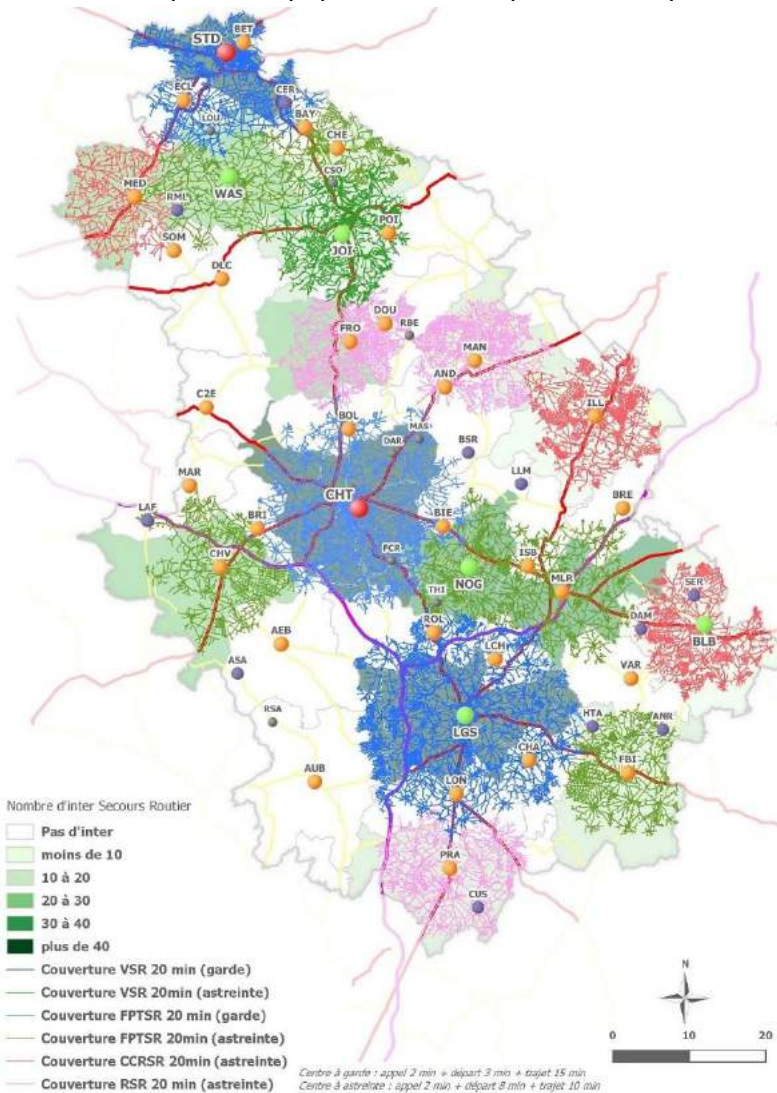 STD
BET
ECL
LOU
CER
BAY
CHE
CSO
MED
RML
WAS
SOM
JOI
POI
DLC
DOU
RBE
FRO
MAN
AND
C2E
ILL
BOL
MAS
DAR
BSR
LLM
MAR
CHT
BRE
LAF
BRI
BIE
CHV
FCR
NOG
ISB
MLR
SER
THI
DAM
BLB
ROL
AEB
LCH
ASA
VAR
RSA
LGS
HTA
ANR
CHA
FBI
AUB
LON
PRA
CUS
Nombre d'inter Secours Routier
Pas d'inter
moins de 10
10 à 20
20 à 30
30 à 40
plus de 40
Couverture VSR 20 min (garde)
Couverture VSR 20min (astreinte)
Couverture FPTSR 20 min (garde)
Couverture FPTSR 20min (astreinte)
Couverture CCRSR 20min (astreinte)
Couverture RSR 20 min (astreinte)
Centre à garde : appel 2 min + départ 3 min + trajet 15 min
Centre à astreinte : appel 2 min + départ 8 min + trajet 10 min
N
0 10 20